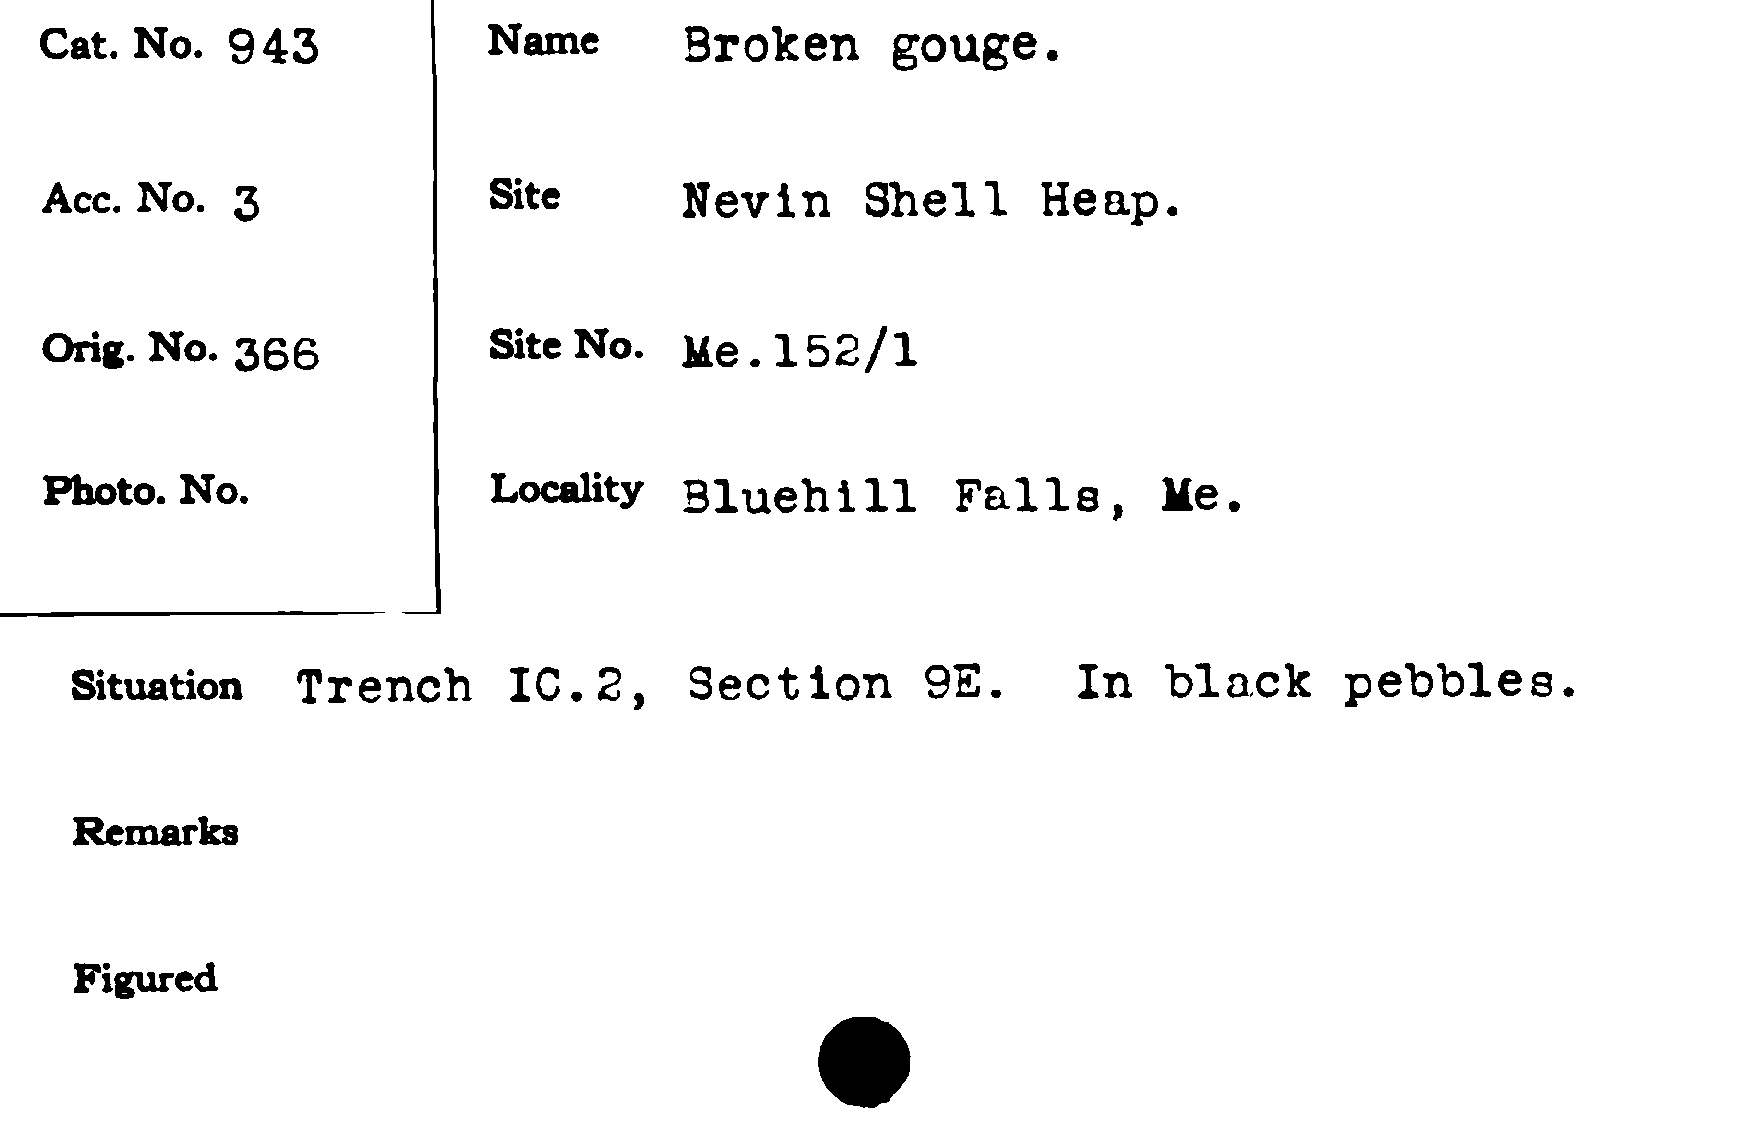 Cat. No. 943
Name Broken gouge.
Acc. No. 3
Site Nevin Shell Heap.
Orig. No. 366
Site No. Me.152/1
Photo. No.
Locality Bluehill Falls, Me.
Situation Trench IC.2, Section 9E. In black pebbles.
Remarks
Figured